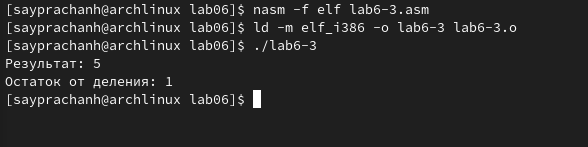 [sayprachanh@archlinux lab06]$ nasm -f elf lab6-3.asm
[sayprachanh@archlinux lab06]$ ld -m elf_i386 -o lab6-3 lab6-3.o
[sayprachanh@archlinux lab06]$ ./lab6-3
Результат: 5
Остаток от деления: 1
[sayprachanh@archlinux lab06]$